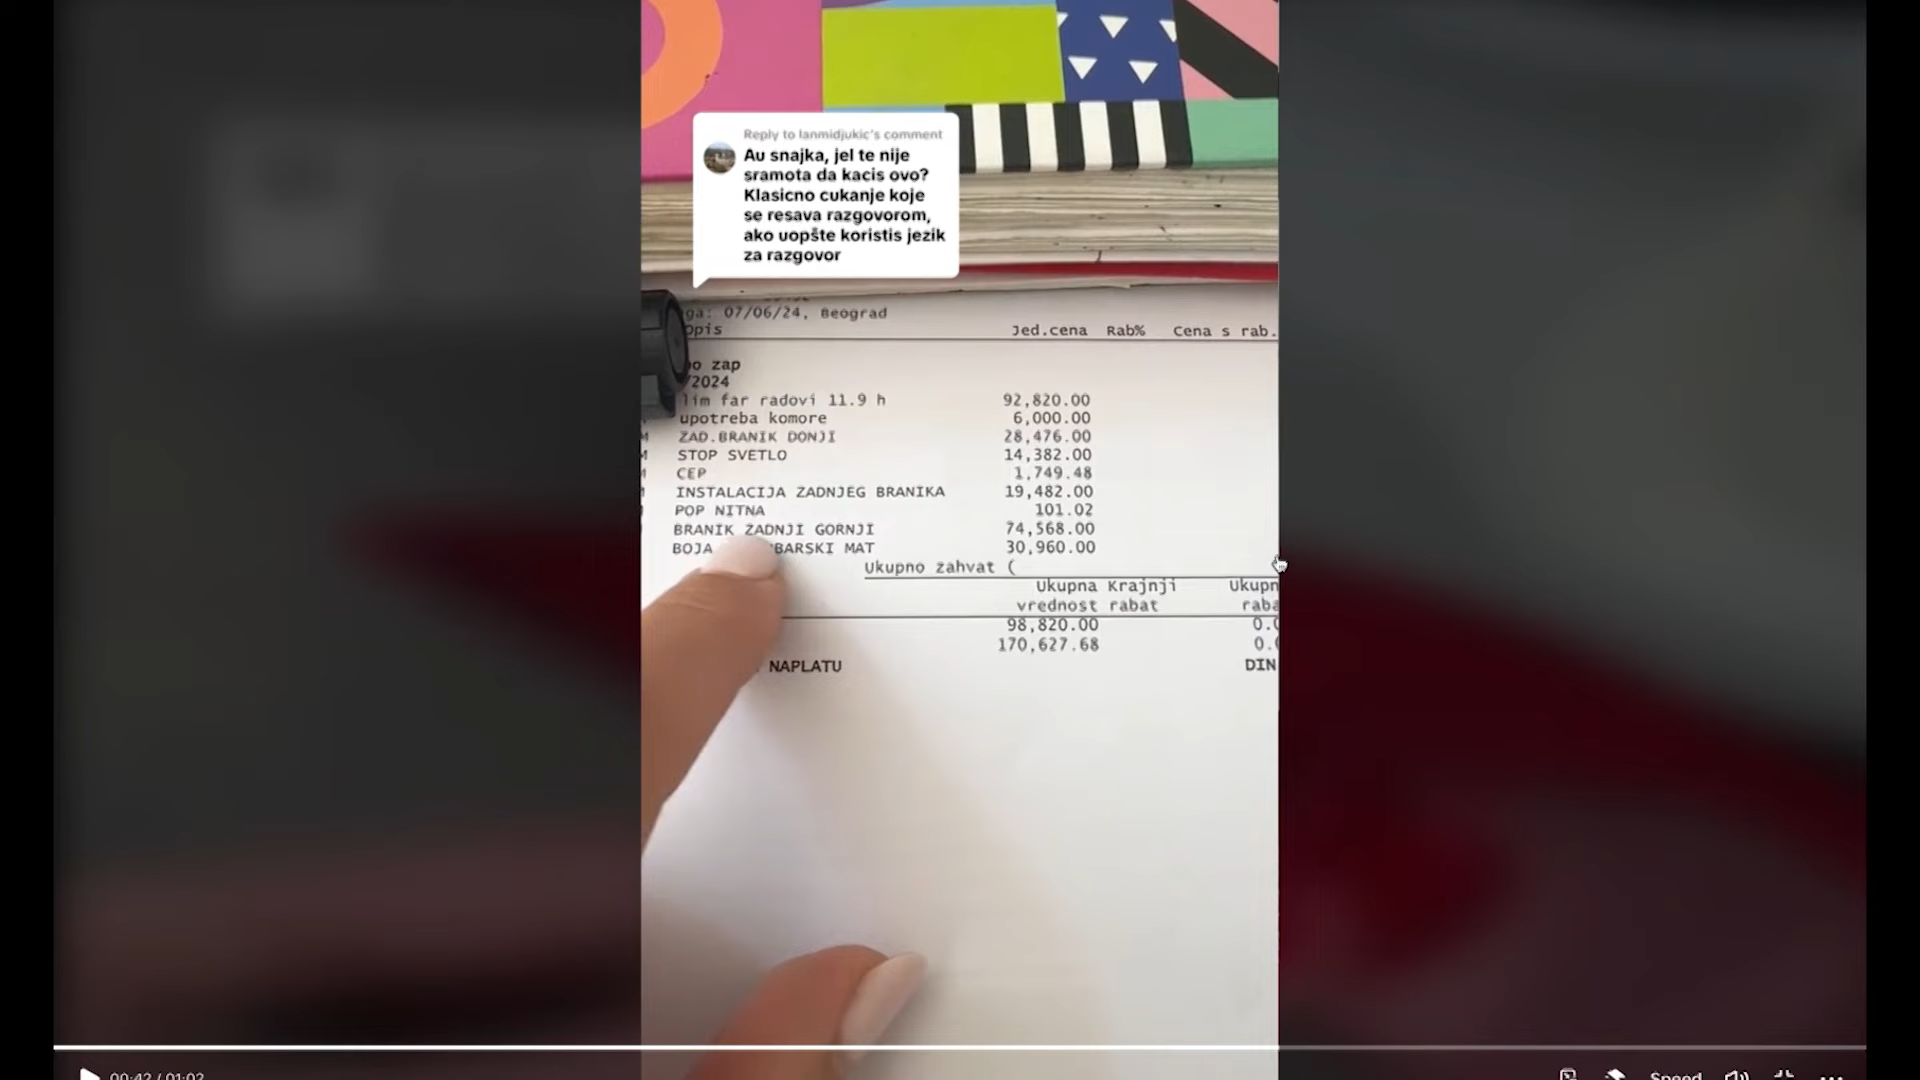 Reply to lanmidjukic's comment
Au snajka, jel te nije
sramota da kacis ovo?
Klasicno cukanje koje
se resava razgovorom,
ako uopšte koristis jezik
za razgovor
07/06/24, Beograd
Opis Jed.cena Rab% Cena s rab.
zap
/2024
lim far radovi 11.9 h 92,820.00
upotreba komore 6,000.00
ZAD.BRANIK DONJI 28,476.00
STOP SVETLO 14,382.00
CEP 1,749.48
INSTALACIJA ZADNJEG BRANIKA 19,482.00
POP NITNA 101.02
BRANIK ZADNJI GORNJI 74,568.00
BOJA BARSKI MAT 30,960.00
Ukupno zahvat (
Ukupna Krajnji Ukupn
vrednost rabat raba
98,820.00 0.0
170,627.68 0.
NAPLATU DIN
00:42 / 01:02 Speed